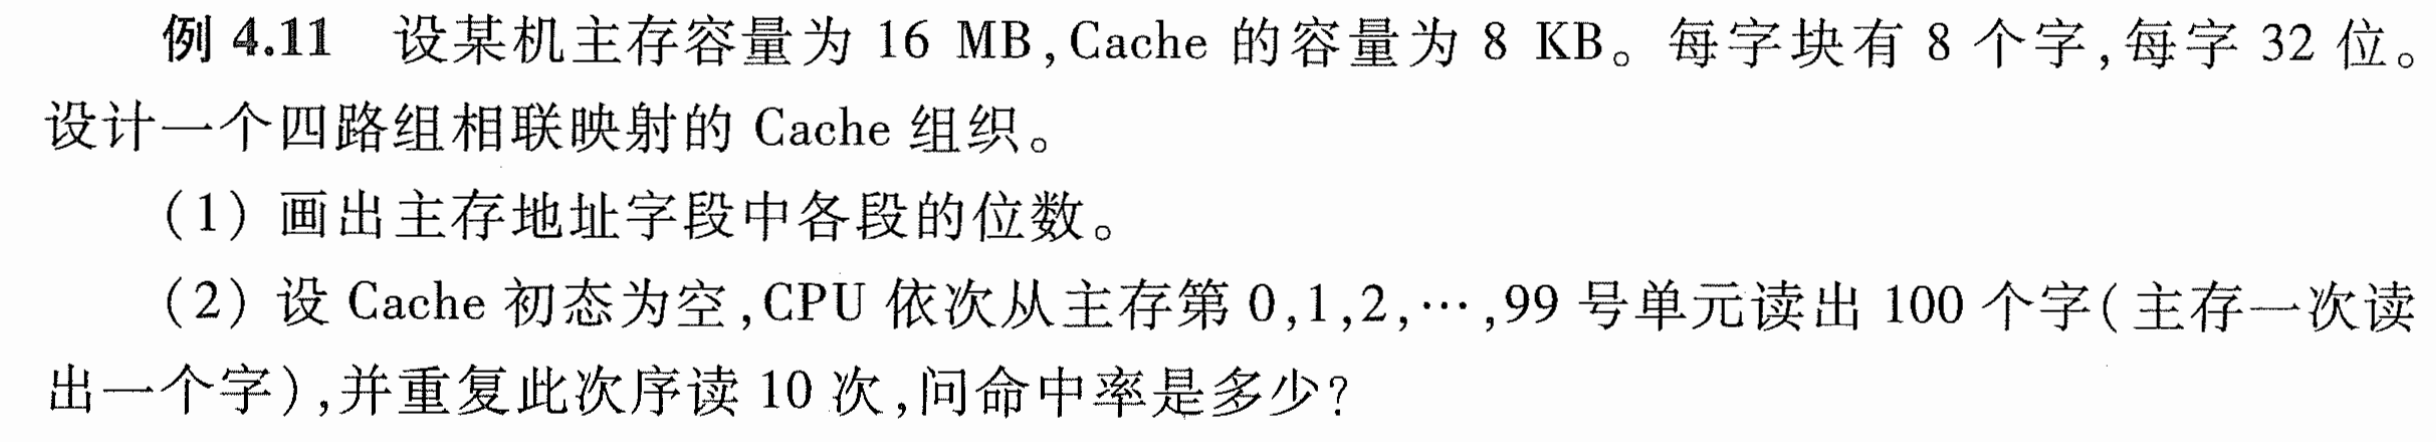 例 4.11 设某机主存容量为 16 MB,Cache 的容量为 8 KB。每字块有 8 个字,每字 32 位。
设计一个四路组相联映射的 Cache 组织。
(1) 画出主存地址字段中各段的位数。
(2) 设 Cache 初态为空,CPU 依次从主存第 0,1,2,…,99 号单元读出 100 个字(主存一次读
出一个字),并重复此次序读 10 次,问命中率是多少?